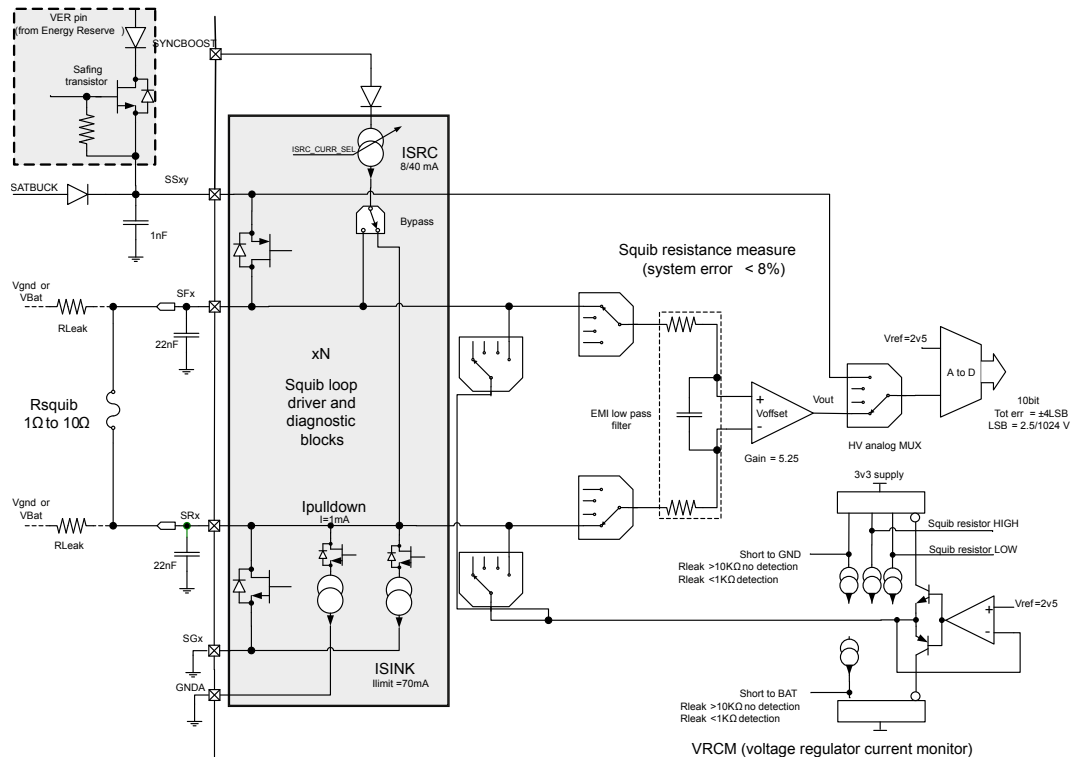 VER pin
(from Energy Reserve )
SYNCBOOST
Safing
transistor
ISRC_CURR_SEL
ISRC
8/40 mA
SATBUCK
SSxy
Bypass
1nF
Squib resistance measure
(system error < 8%)
Vgnd or
VBat
SFx
RLeak
22nF
xN
Squib loop
driver and
diagnostic
blocks
Vref=2v5
A to D
10bit
Tot err = ±4LSB
LSB = 2.5/1024 V
Rsquib
1Ω to 10Ω
EMI low pass
filter
+
Voffset
-
Vout
Gain = 5.25
HV analog MUX
3v3 supply
Vgnd or
VBat
SRx
RLeak
22nF
Ipulldown
I=1mA
Squib resistor HIGH
Squib resistor LOW
Short to GND
Rleak >10KΩ no detection
Rleak <1KΩ detection
+
-
Vref=2v5
SGx
GNDA
ISINK
Ilimit =70mA
Short to BAT
Rleak >10KΩ no detection
Rleak <1KΩ detection
VRCM (voltage regulator current monitor)